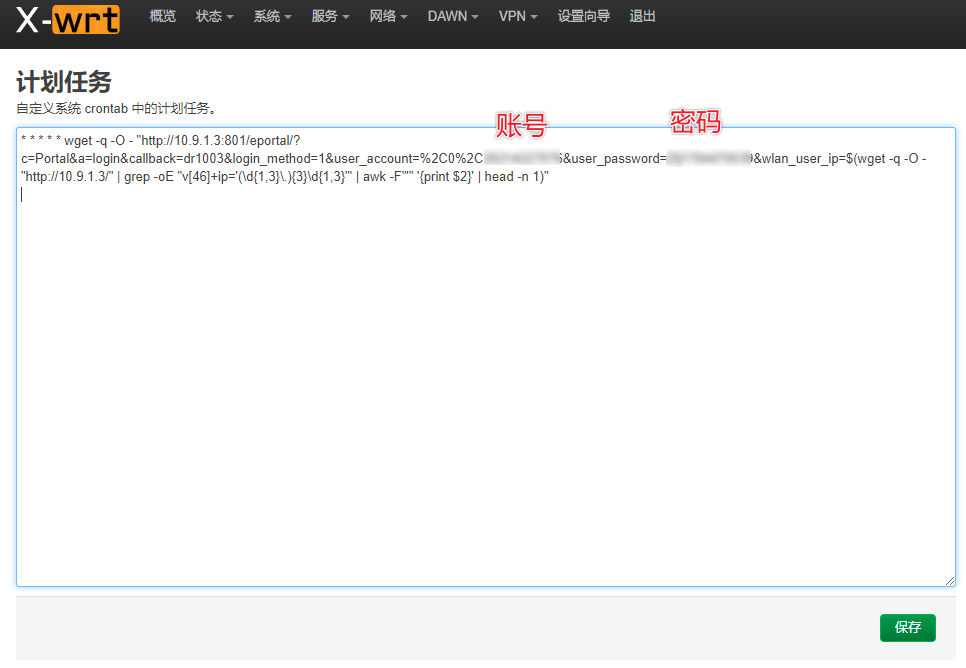 X-wrt 概览 状态 系统 服务 网络 DAWN VPN 设置向导 退出
计划任务
自定义系统 crontab 中的计划任务。
账号 密码
* * * * * wget -q -O - "http://10.9.1.3:801/eportal/?
c=Portal&a=login&callback=dr1003&login_method=1&user_account=%2C0%2C &user_password= &wlan_user_ip=$(wget -q -O -
"http://10.9.1.3/" | grep -oE "v[46]+ip='(\d{1,3}\.){3}\d{1,3}'" | awk -F"'" '{print $2}' | head -n 1)"
保存